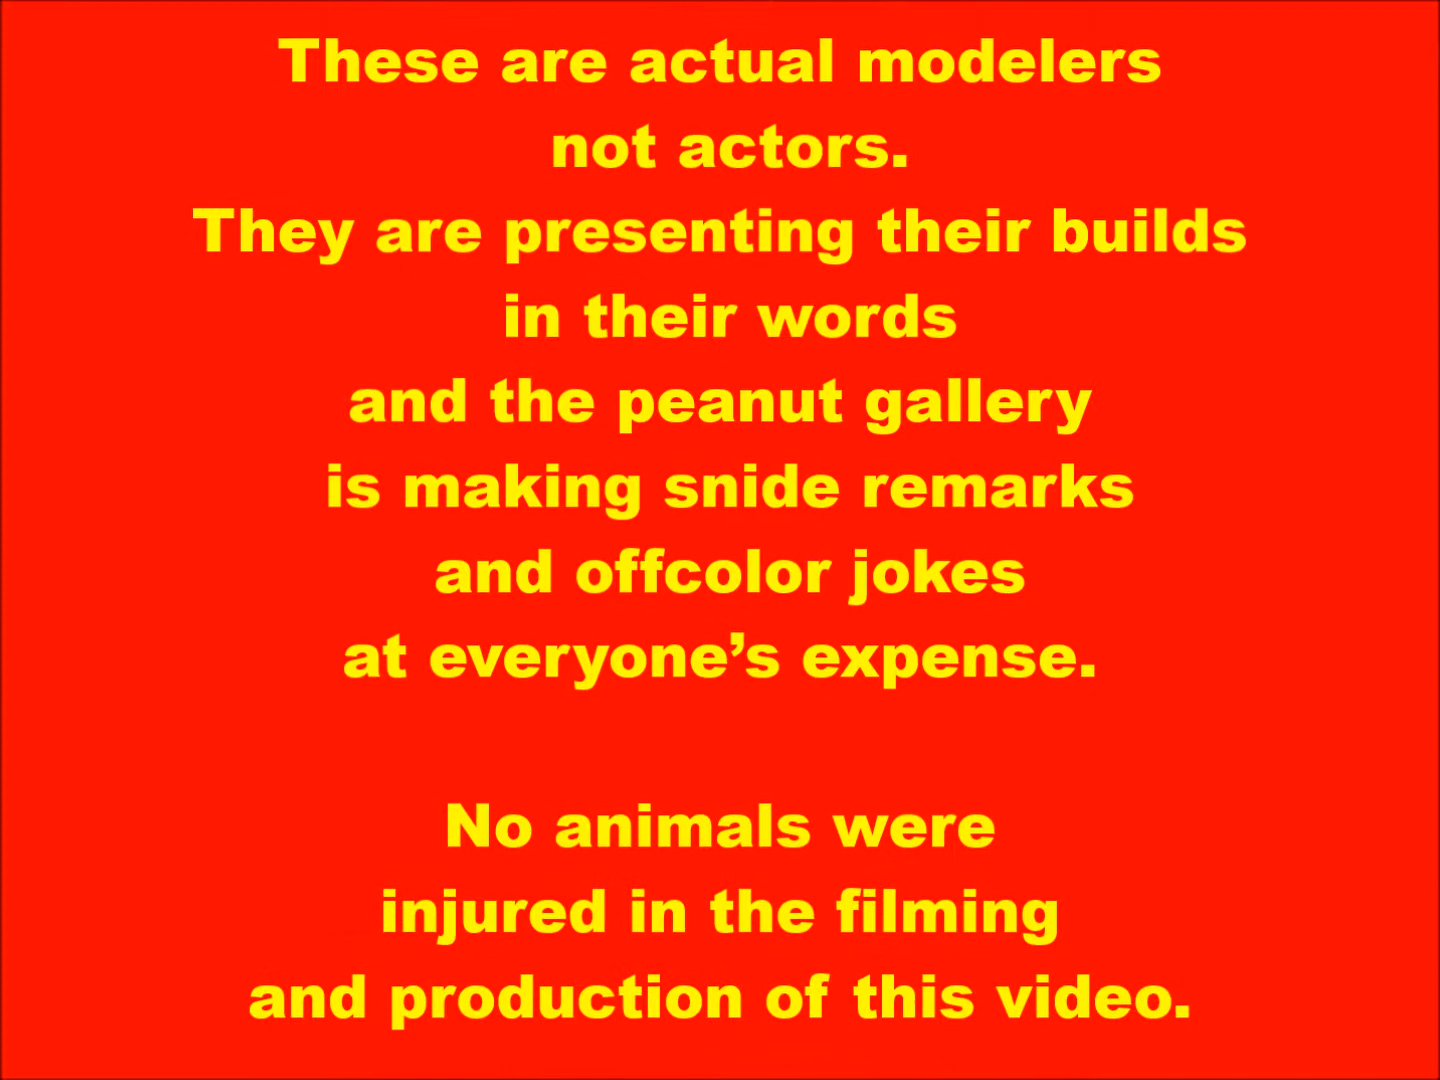 These are actual modelers
not actors.
They are presenting their builds
in their words
and the peanut gallery
is making snide remarks
and offcolor jokes
at everyone’s expense.
No animals were
injured in the filming
and production of this video.